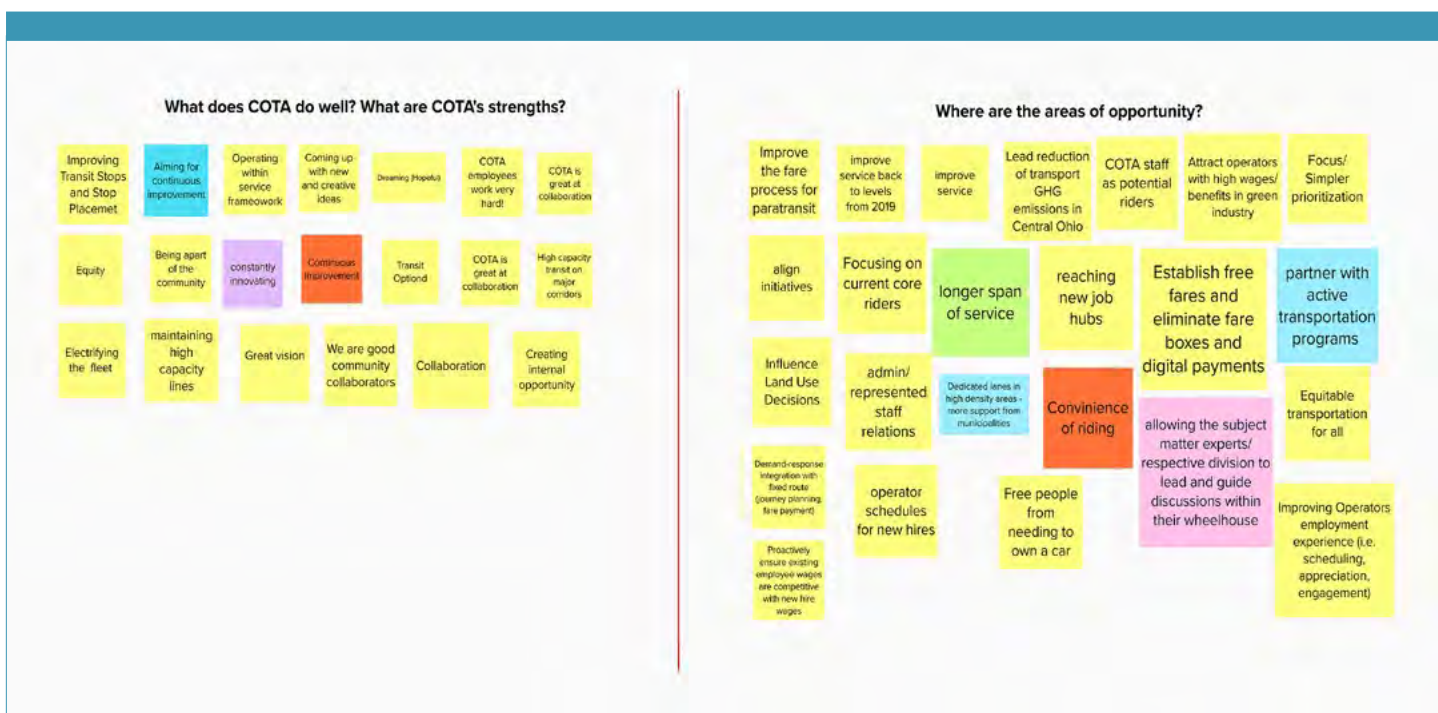 What does COTA do well? What are COTA's strengths?
Improving
Transit Stops
and Stop
Placemet
Aiming for
continuous
improvement
Operating
within
service
frameowork
Coming up
with new
and creative
ideas
Dreaming (Hopeful)
COTA
employees
work very
hard!
COTA is
great at
collaboration
Equity
Being apart
of the
community
constantly
innovating
Continuous
Improvement
Transit
Optiond
COTA is
great at
collaboration
High capacity
transit on
major
corridors
Electrifying
the fleet
maintaining
high
capacity
lines
Great vision
We are good
community
collaborators
Collaboration
Creating
internal
opportunity
Where are the areas of opportunity?
Improve
the fare
process for
paratransit
improve
service back
to levels
from 2019
improve
service
Lead reduction
of transport
GHG
emissions in
Central Ohio
COTA staff
as potential
riders
Attract operators
with high wages/
benefits in green
industry
Focus/
Simpler
prioritization
align
initiatives
Focusing on
current core
riders
longer span
of service
reaching
new job
hubs
Establish free
fares and
eliminate fare
boxes and
digital payments
partner with
active
transportation
programs
Influence
Land Use
Decisions
admin/
represented
staff
relations
Dedicated lanes in
high density areas -
more support from
municipalities
Convinience
of riding
allowing the subject
matter experts/
respective division to
lead and guide
discussions within
their wheelhouse
Equitable
transportation
for all
Demand-response
integration with
fixed route
(journey planning,
fare payment)
operator
schedules
for new hires
Free people
from
needing to
own a car
Improving Operators
employment
experience (i.e.
scheduling,
appreciation,
engagement)
Proactively
ensure existing
employee wages
are competitive
with new hire
wages